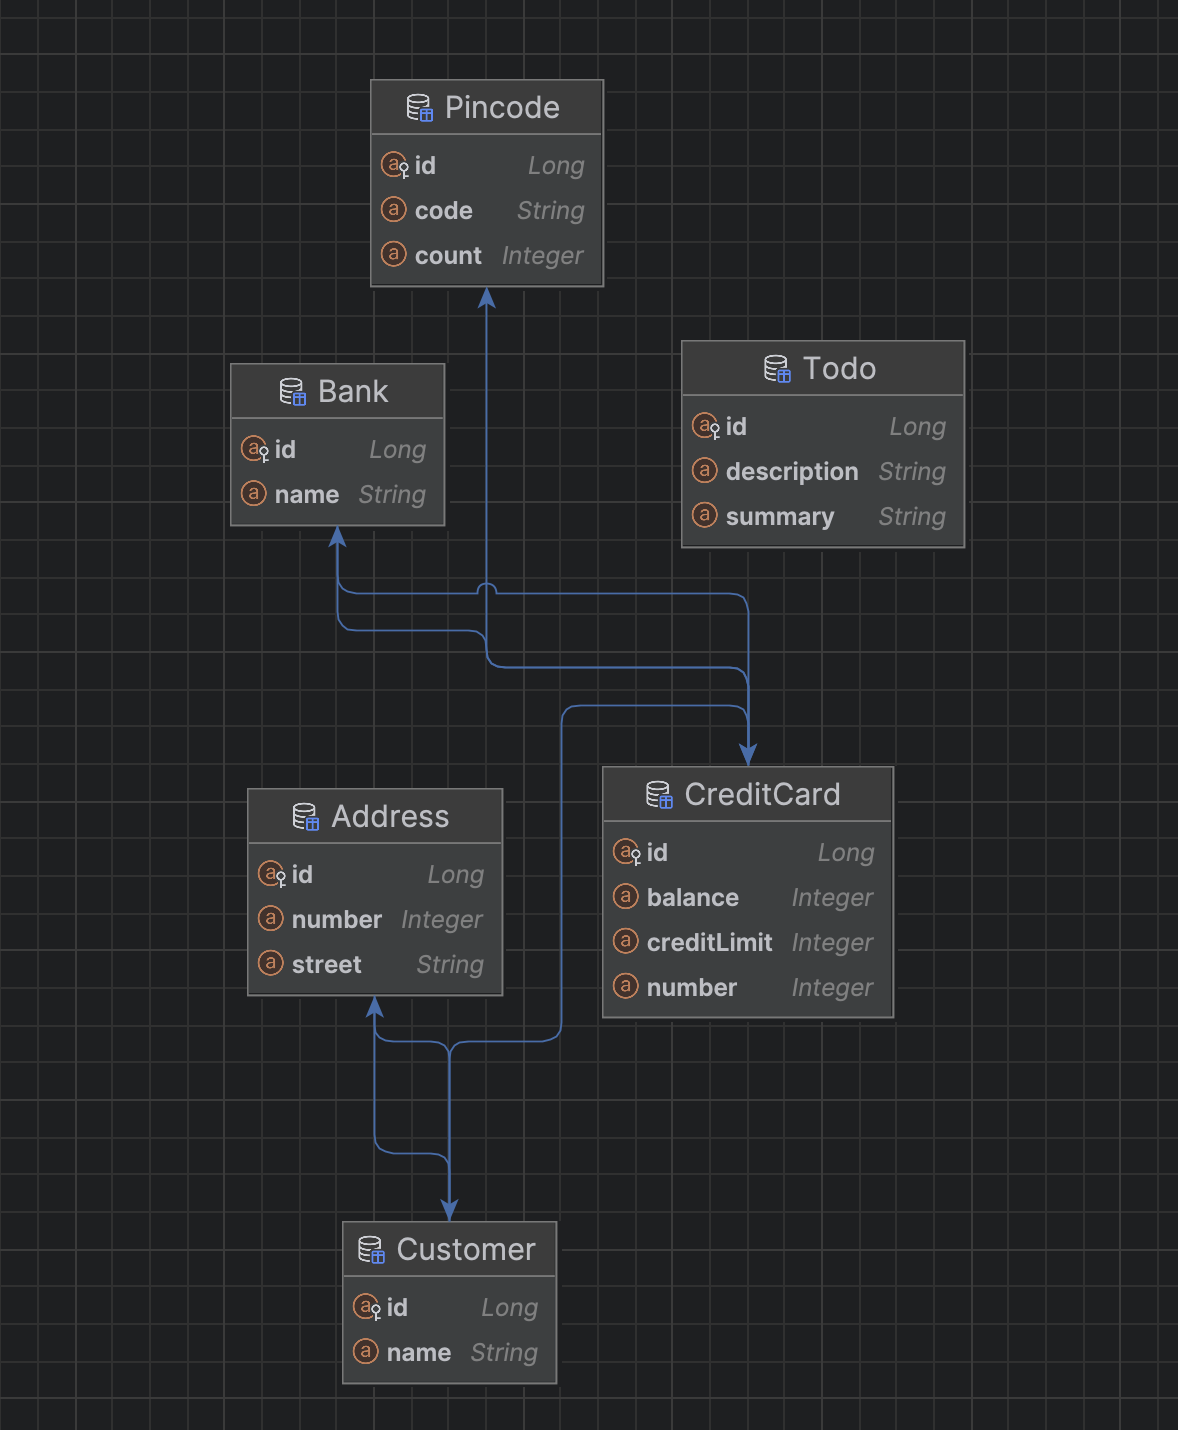 Pincode
id Long
code String
count Integer
Bank
id Long
name String
Todo
id Long
description String
summary String
Address
id Long
number Integer
street String
CreditCard
id Long
balance Integer
creditLimit Integer
number Integer
Customer
id Long
name String